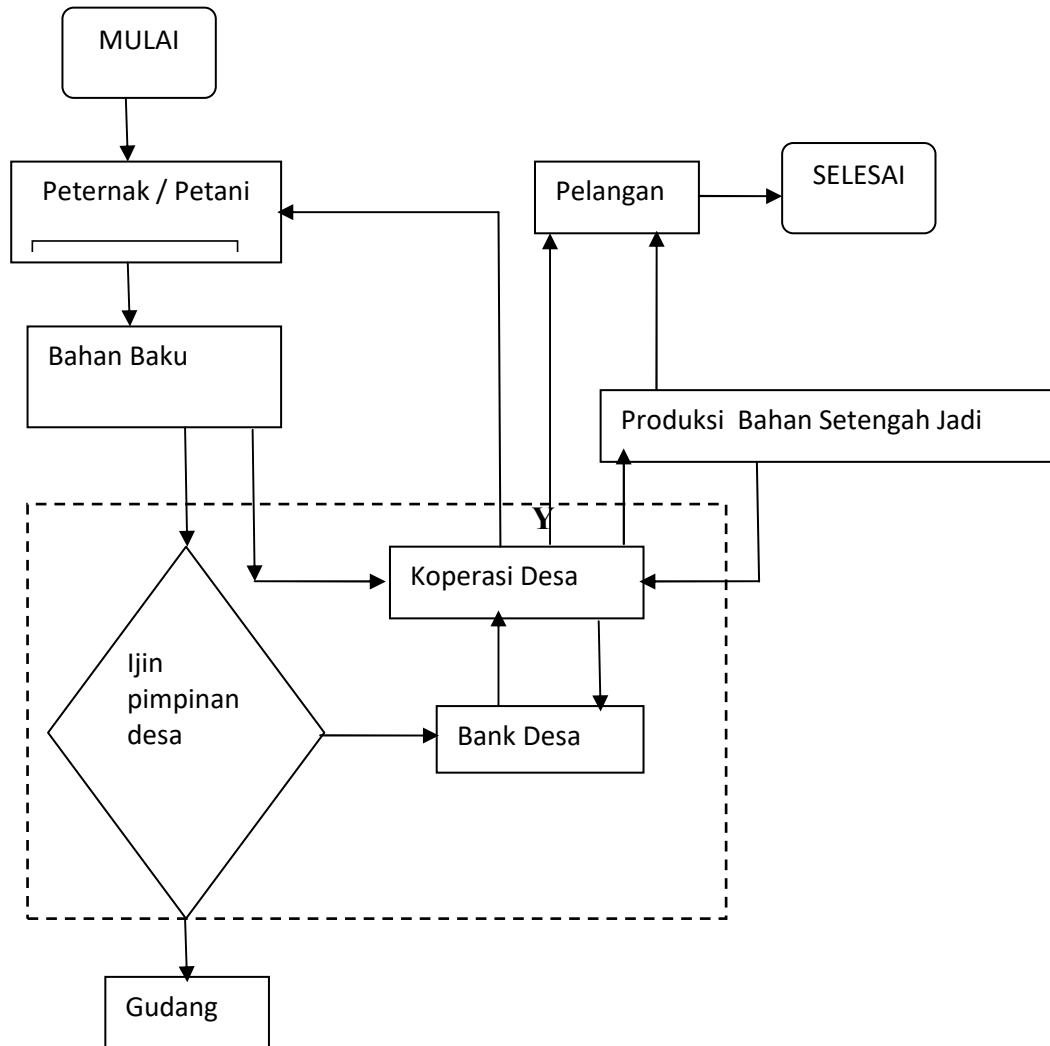 MULAI
Peternak / Petani
Pelangan
SELESAI
Bahan Baku
Produksi Bahan Setengah Jadi
Y
Koperasi Desa
Ijin
pimpinan
desa
Bank Desa
Gudang